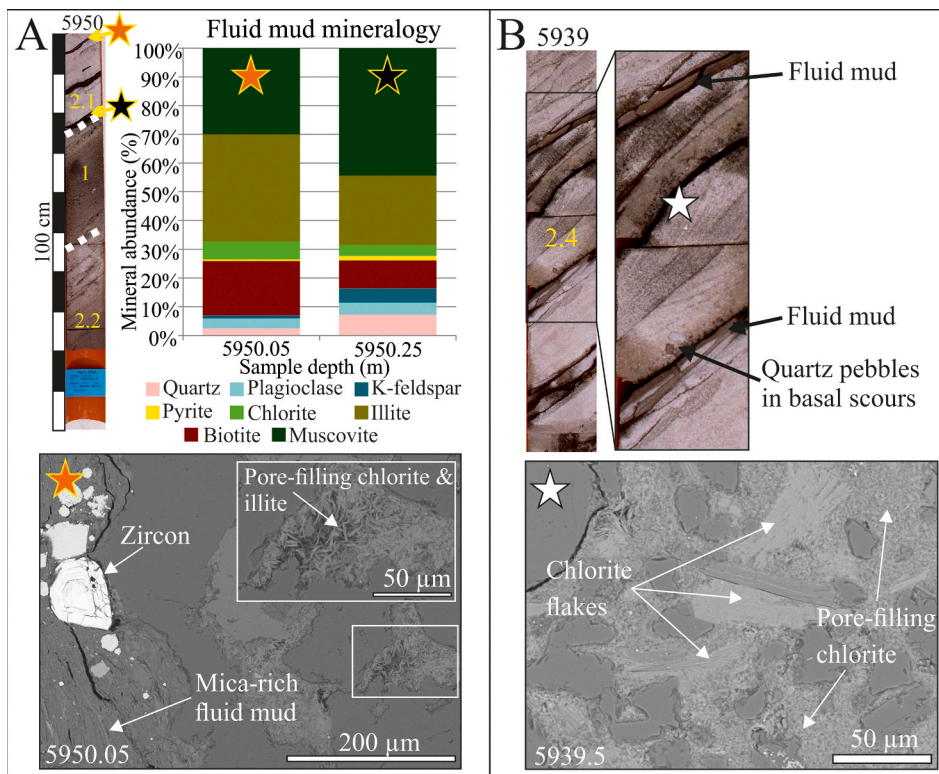 A
5950
2.1
1
2.2
100 cm
Fluid mud mineralogy
Mineral abundance (%)
100%
90%
80%
70%
60%
50%
40%
30%
20%
10%
0%
5950.05 5950.25
Sample depth (m)
Quartz Plagioclase K-feldspar
Pyrite Chlorite Illite
Biotite Muscovite
Pore-filling chlorite &
illite
50 µm
Zircon
Mica-rich
fluid mud
5950.05
200 µm
B
5939
2.4
Fluid mud
Fluid mud
Quartz pebbles
in basal scours
Chlorite
flakes
Pore-filling
chlorite
5939.5
50 µm